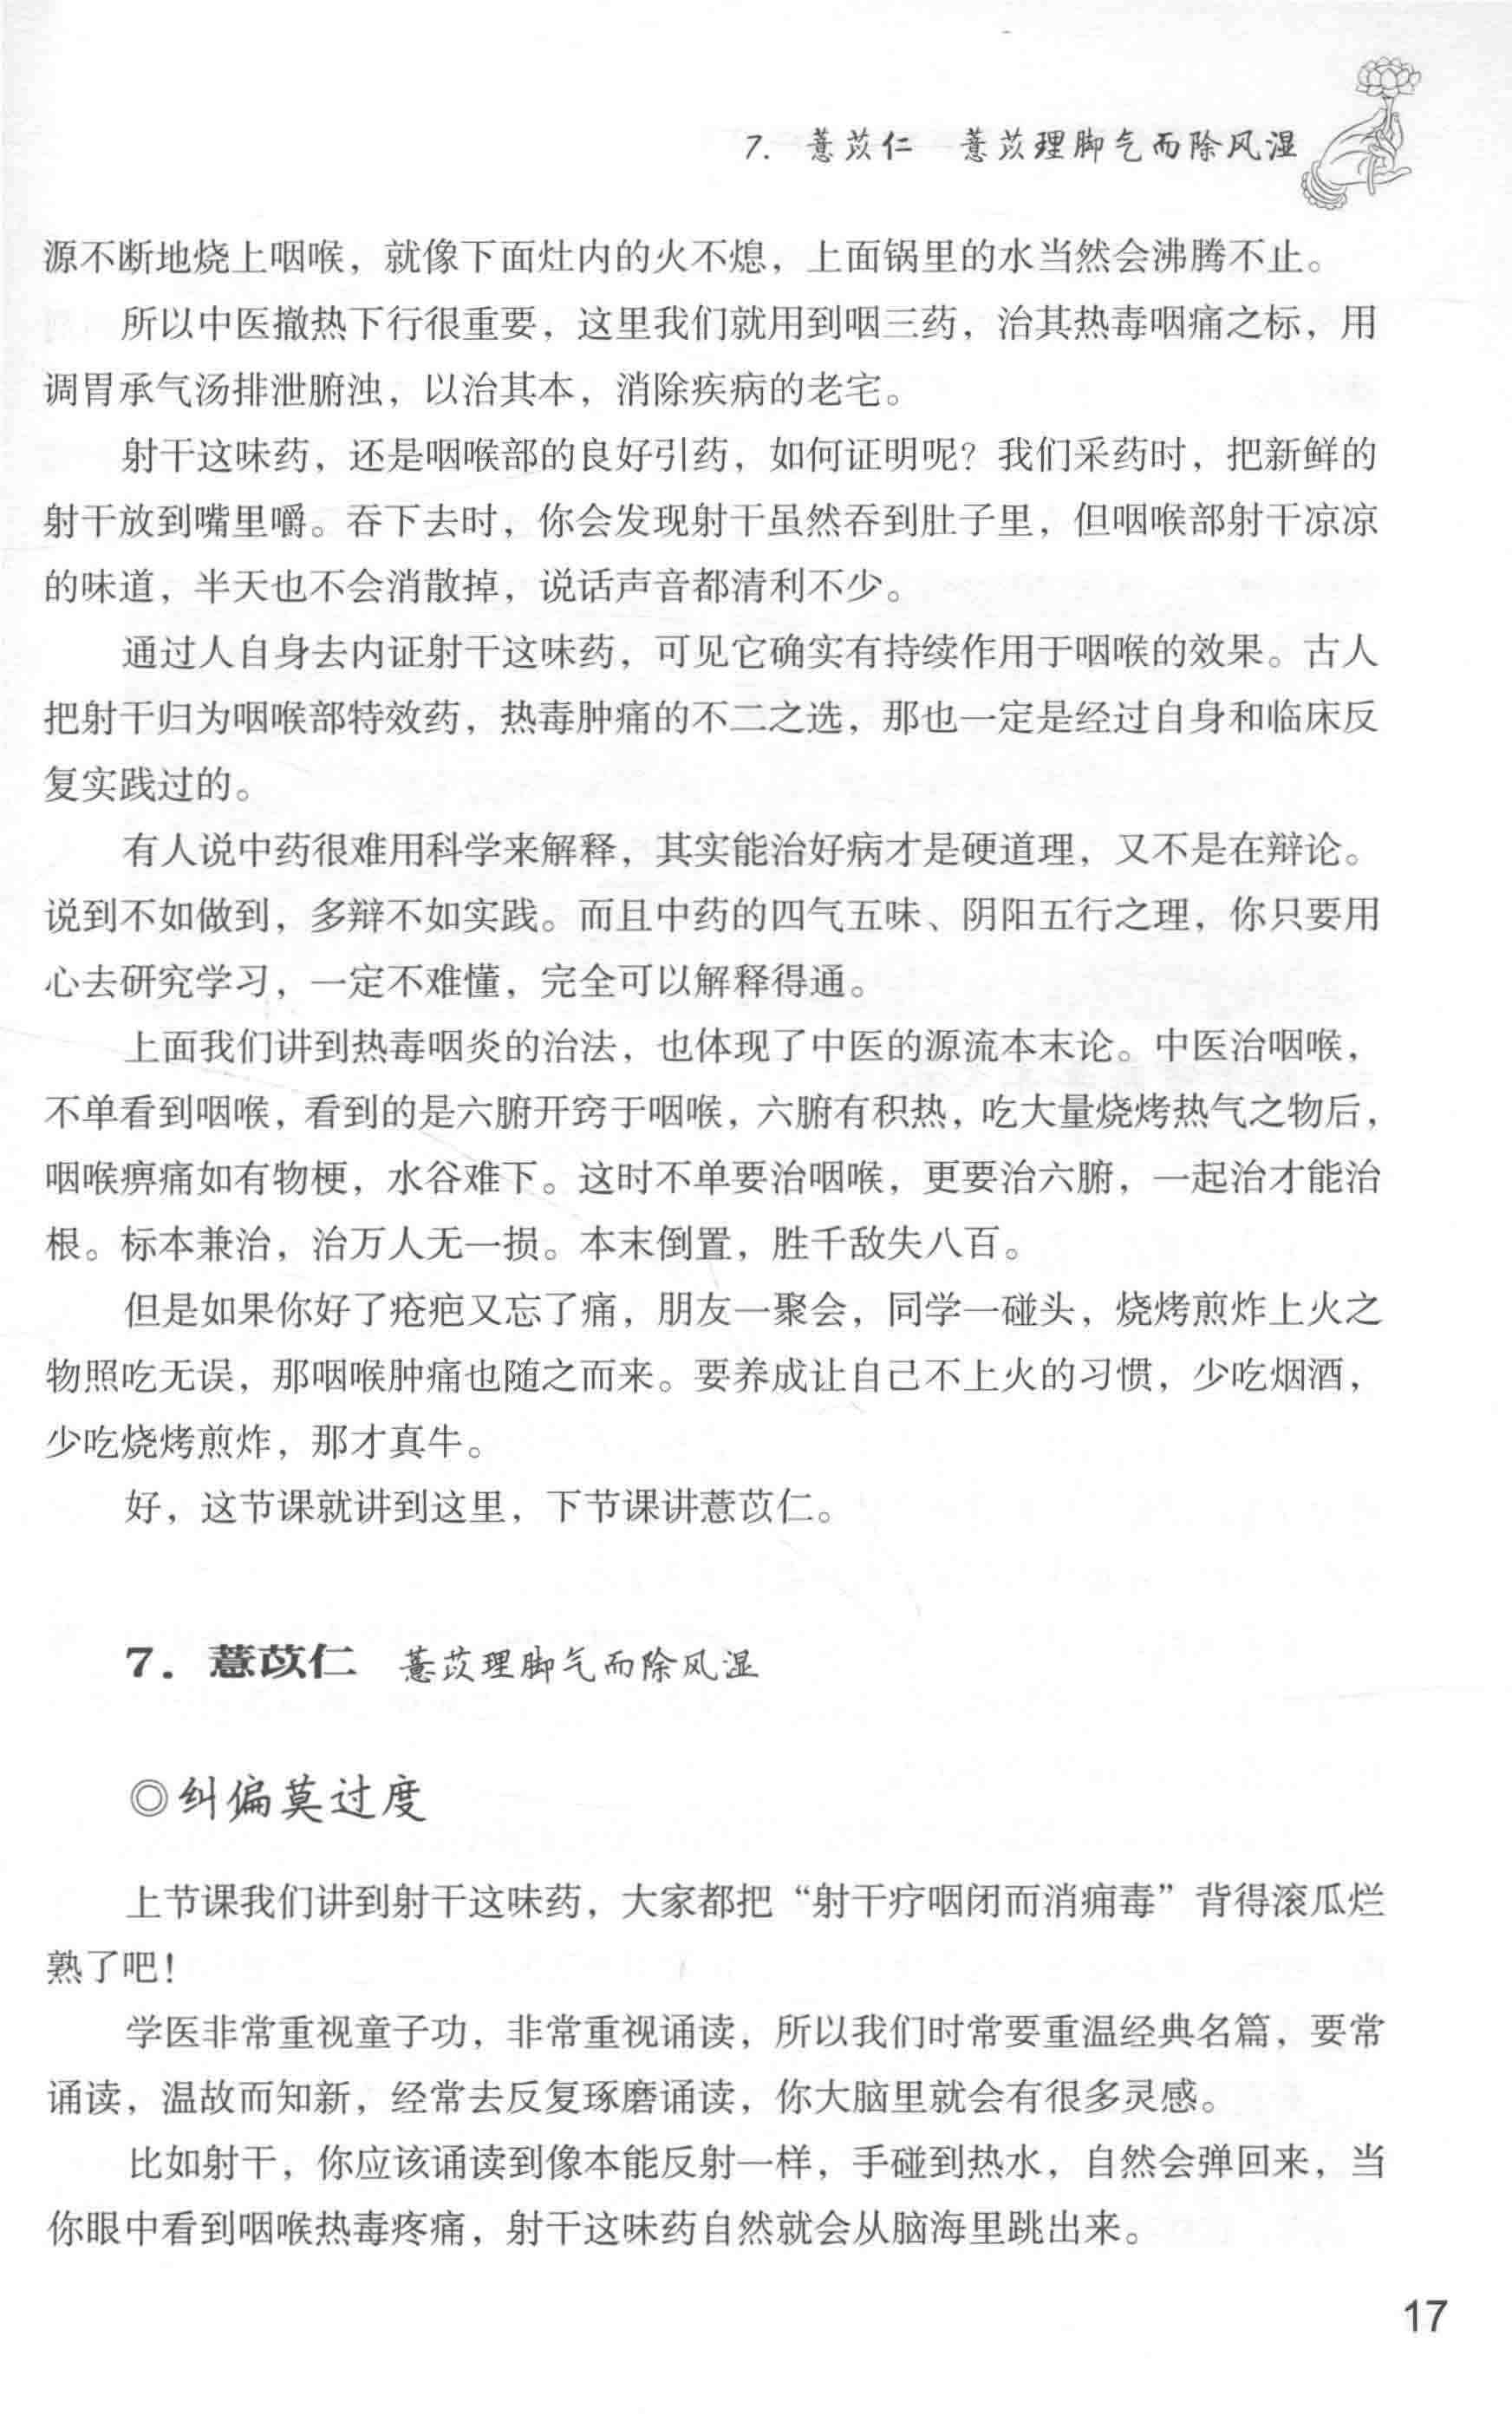 7. 薏苡仁 薏苡理脚气而除风湿
源不断地烧上咽喉，就像下面灶内的火不熄，上面锅里的水当然会沸腾不止。
所以中医撤热下行很重要，这里我们就用到咽三药，治其热毒咽痛之标，用
调胃承气汤排泄腑浊，以治其本，消除疾病的老宅。
射干这味药，还是咽喉部的良好引药，如何证明呢？我们采药时，把新鲜的
射干放到嘴里嚼。吞下去时，你会发现射干虽然吞到肚子里，但咽喉部射干凉凉
的味道，半天也不会消散掉，说话声音都清利不少。
通过人自身去内证射干这味药，可见它确实有持续作用于咽喉的效果。古人
把射干归为咽喉部特效药，热毒肿痛的不二之选，那也一定是经过自身和临床反
复实践过的。
有人说中药很难用科学来解释，其实能治好病才是硬道理，又不是在辩论。
说到不如做到，多辩不如实践。而且中药的四气五味、阴阳五行之理，你只要用
心去研究学习，一定不难懂，完全可以解释得通。
上面我们讲到热毒咽炎的治法，也体现了中医的源流本末论。中医治咽喉，
不单看到咽喉，看到的是六腑开窍于咽喉，六腑有积热，吃大量烧烤热气之物后，
咽喉痹痛如有物梗，水谷难下。这时不单要治咽喉，更要治六腑，一起治才能治
根。标本兼治，治万人无一损。本末倒置，胜千敌失八百。
但是如果你好了疮疤又忘了痛，朋友一聚会，同学一碰头，烧烤煎炸上火之
物照吃无误，那咽喉肿痛也随之而来。要养成让自己不上火的习惯，少吃烟酒，
少吃烧烤煎炸，那才真牛。
好，这节课就讲到这里，下节课讲薏苡仁。
7. 薏苡仁 薏苡理脚气而除风湿
◎纠偏莫过度
上节课我们讲到射干这味药，大家都把“射干疗咽闭而消痈毒”背得滚瓜烂
熟了吧！
学医非常重视童子功，非常重视诵读，所以我们时常要重温经典名篇，要常
诵读，温故而知新，经常去反复琢磨诵读，你大脑里就会有很多灵感。
比如射干，你应该诵读到像本能反射一样，手碰到热水，自然会弹回来，当
你眼中看到咽喉热毒疼痛，射干这味药自然就会从脑海里跳出来。
17